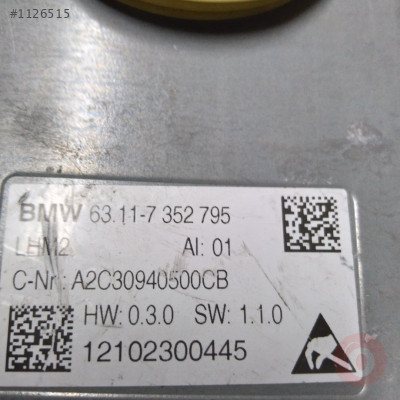 #1126515
BMW 63.11-7 352 795
LHM2 AI: 01
C-Nr.: A2C30940500CB
HW: 0.3.0 SW: 1.1.0
12102300445